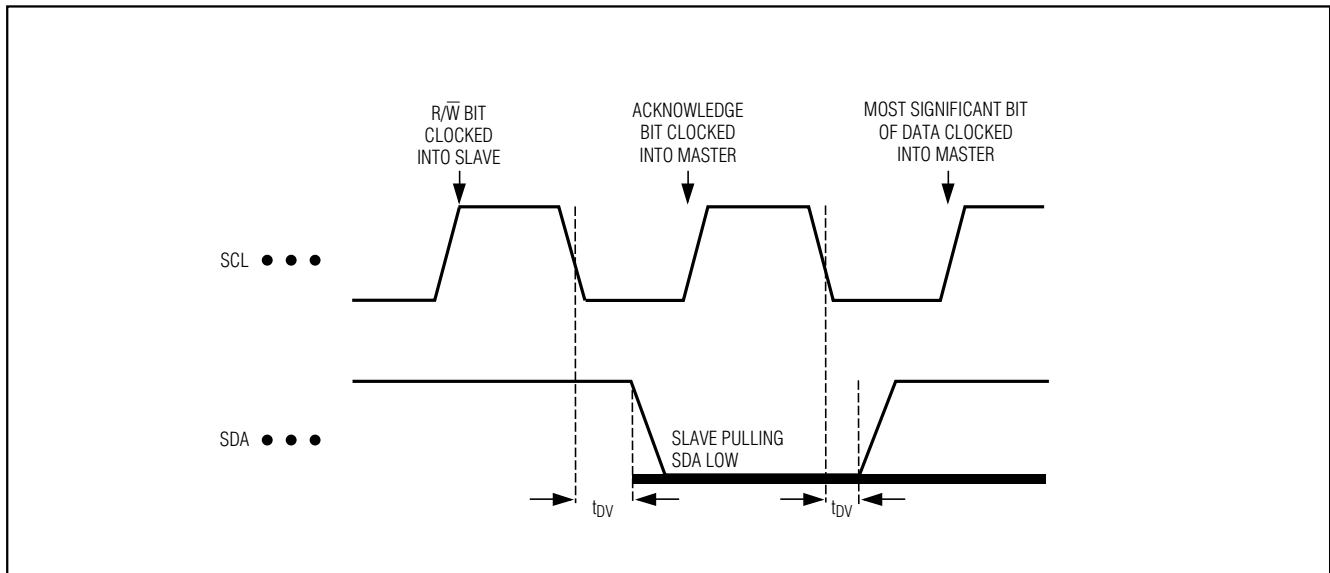 R/W̅ BIT
CLOCKED
INTO SLAVE
ACKNOWLEDGE
BIT CLOCKED
INTO MASTER
MOST SIGNIFICANT BIT
OF DATA CLOCKED
INTO MASTER
SCL
SDA
SLAVE PULLING
SDA LOW
tDV
tDV